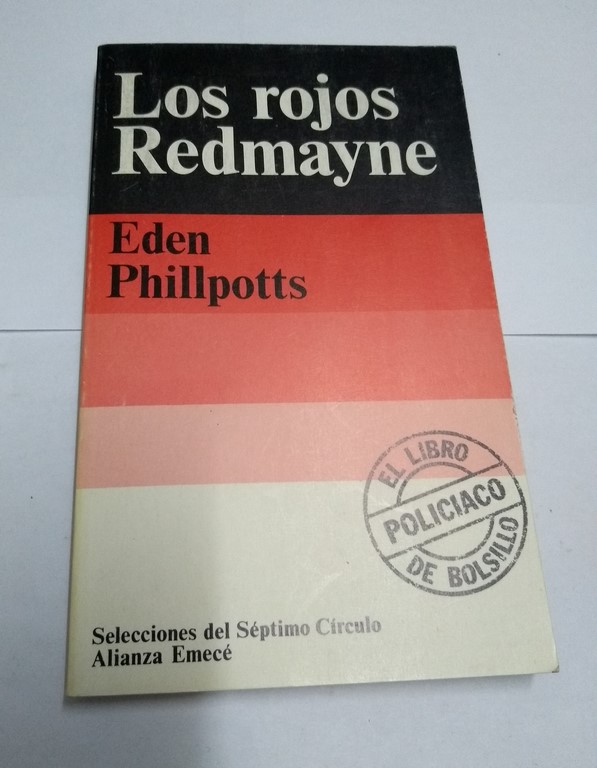 Los rojos
Redmayne
Eden
Phillpotts
EL LIBRO
POLICIACO
DE BOLSILLO
Selecciones del Séptimo Círculo
Alianza Emecé